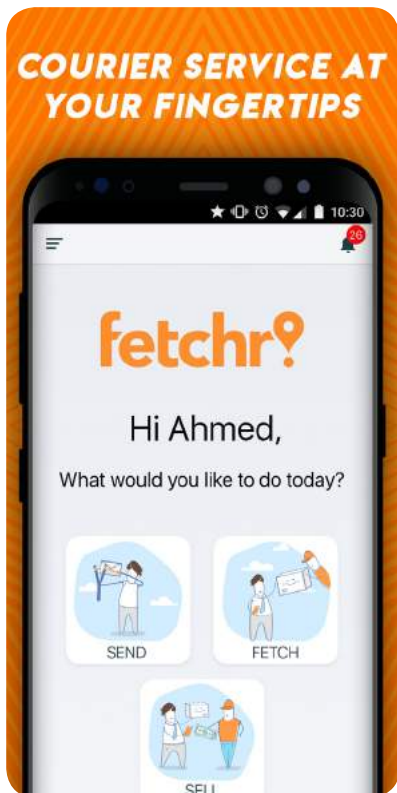 COURIER SERVICE AT
YOUR FINGERTIPS
10:30
26
fetchr
Hi Ahmed,
What would you like to do today?
SEND
FETCH
SELL